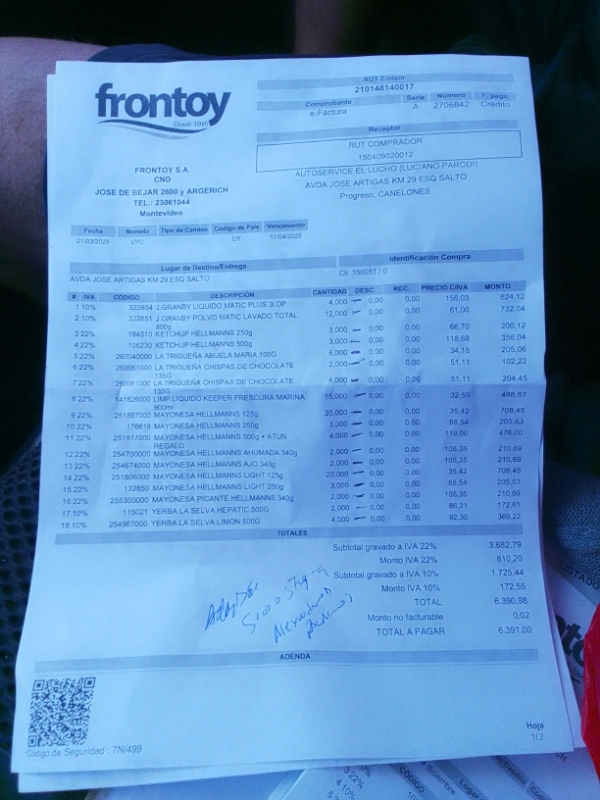 frontoy
Desde 1940
FRONTOY S.A.
CND
JOSE DE BEJAR 2600 y ARGERICH
TEL.: 23061044
Montevideo
RUT Emisor
210148140017
Comprobante Serie Número F. pago
e-Factura A 2706842 Crédito
Receptor
RUT COMPRADOR
150409020012
AUTOSERVICE EL LUCHO (LUCIANO PARODI)
AVDA JOSE ARTIGAS KM 29 ESQ SALTO
Progreso, CANELONES
Fecha Moneda Tipo de Cambio Código de País Vencimiento
21/03/2025 UYU UY 11/04/2025
Lugar de Destino/Entrega Identificación Compra
AVDA JOSE ARTIGAS KM 29 ESQ SALTO Cli: 100051 / 0
# IVA CÓDIGO DESCRIPCIÓN CANTIDAD DESC. REC. PRECIO C/IVA MONTO
1 10% 322854 J.GRANBY LIQUIDO MATIC PLUS 3l DP 4,000 0,00 0,00 156,03 624,12
2 10% 322851 J.GRANBY POLVO MATIC LAVADO TOTAL 12,000 0,00 0,00 61,00 732,04
800g
3 22% 184310 KETCHUP HELLMANNS 250g 3,000 0,00 0,00 66,70 200,12
4 22% 106230 KETCHUP HELLMANNS 500g 3,000 0,00 0,00 118,68 356,04
5 22% 260040000 LA TRIGUEÑA ABUELA MARIA 100G 6,000 0,00 0,00 34,18 205,06
6 22% 260061000 LA TRIGUEÑA CHISPAS DE CHOCOLATE 2,000 0,00 0,00 51,11 102,22
135G
7 22% 260061000 LA TRIGUEÑA CHISPAS DE CHOCOLATE 4,000 0,00 0,00 51,11 204,45
135G
8 22% 141826000 LIMP.LIQUIDO KEEPER FRESCURA MARINA 15,000 0,00 0,00 32,59 488,87
900ml
9 22% 251897000 MAYONESA HELLMANNS 125g 20,000 0,00 0,00 35,42 708,45
10 22% 176618 MAYONESA HELLMANNS 250g 3,000 0,00 0,00 68,54 205,63
11 22% 251817000 MAYONESA HELLMANNS 500g + ATUN 4,000 0,00 0,00 119,00 476,00
REGALO
12 22% 254700000 MAYONESA HELLMANNS AHUMADA 340g 2,000 0,00 0,00 105,35 210,69
13 22% 254674000 MAYONESA HELLMANNS AJO 340g 2,000 0,00 0,00 105,35 210,69
14 22% 251806000 MAYONESA HELLMANNS LIGHT 125g 20,000 0,00 0,00 35,42 708,45
15 22% 132850 MAYONESA HELLMANNS LIGHT 250g 3,000 0,00 0,00 68,54 205,63
16 22% 255300000 MAYONESA PICANTE HELLMANNS 340g 2,000 0,00 0,00 105,35 210,69
17 10% 115021 YERBA LA SELVA HEPATIC 500G 2,000 0,00 0,00 86,31 172,61
18 10% 254967000 YERBA LA SELVA LIMON 500G 4,000 0,00 0,00 92,30 369,22
TOTALES
Subtotal gravado a IVA 22% 3.682,79
Monto IVA 22% 810,20
Subtotal gravado a IVA 10% 1.725,44
Monto IVA 10% 172,55
TOTAL 6.390,98
Monto no facturable 0,02
TOTAL A PAGAR 6.391,00
ADENDA
Código de Seguridad : 7N/499
Hoja
1/2